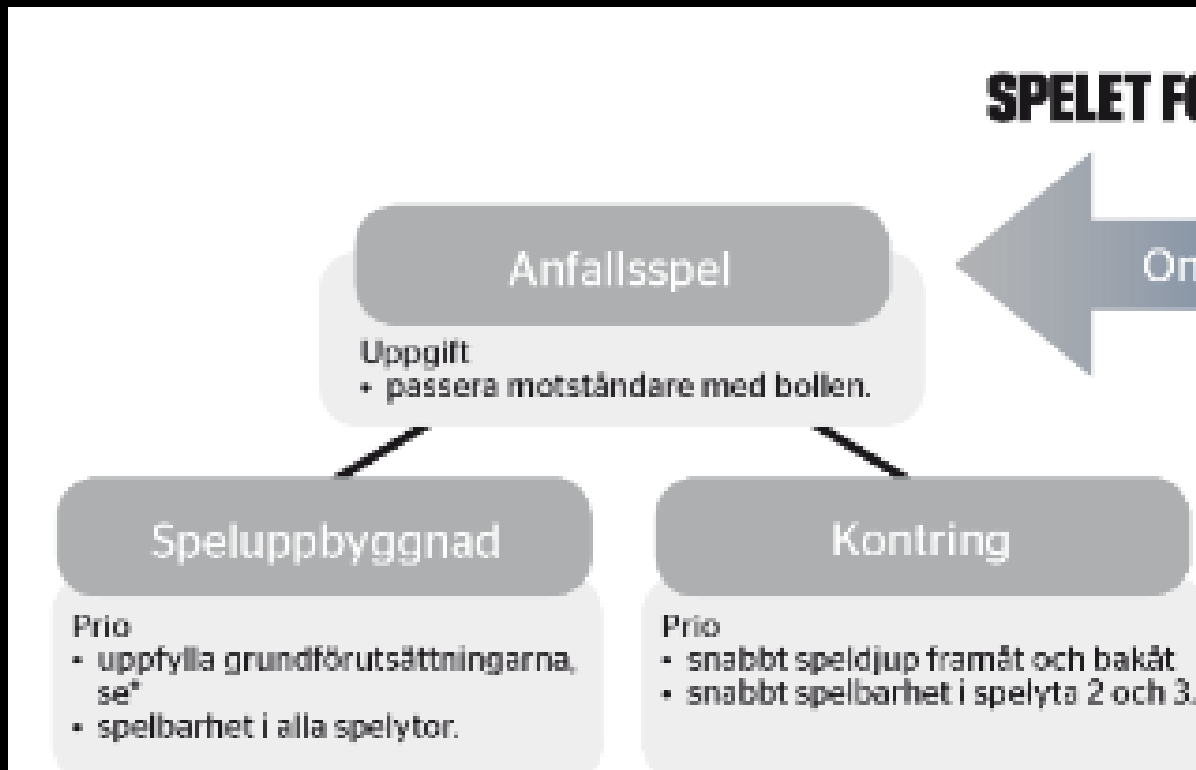 SPELET FÖ
Anfallsspel
Om
Uppgift
• passera motståndare med bollen.
Speluppbyggnad
Prio
• uppfylla grundförutsättningarna,
se*
• spelbarhet i alla spelytor.
Kontring
Prio
• snabbt speldjup framåt och bakåt
• snabbt spelbarhet i spelyta 2 och 3.